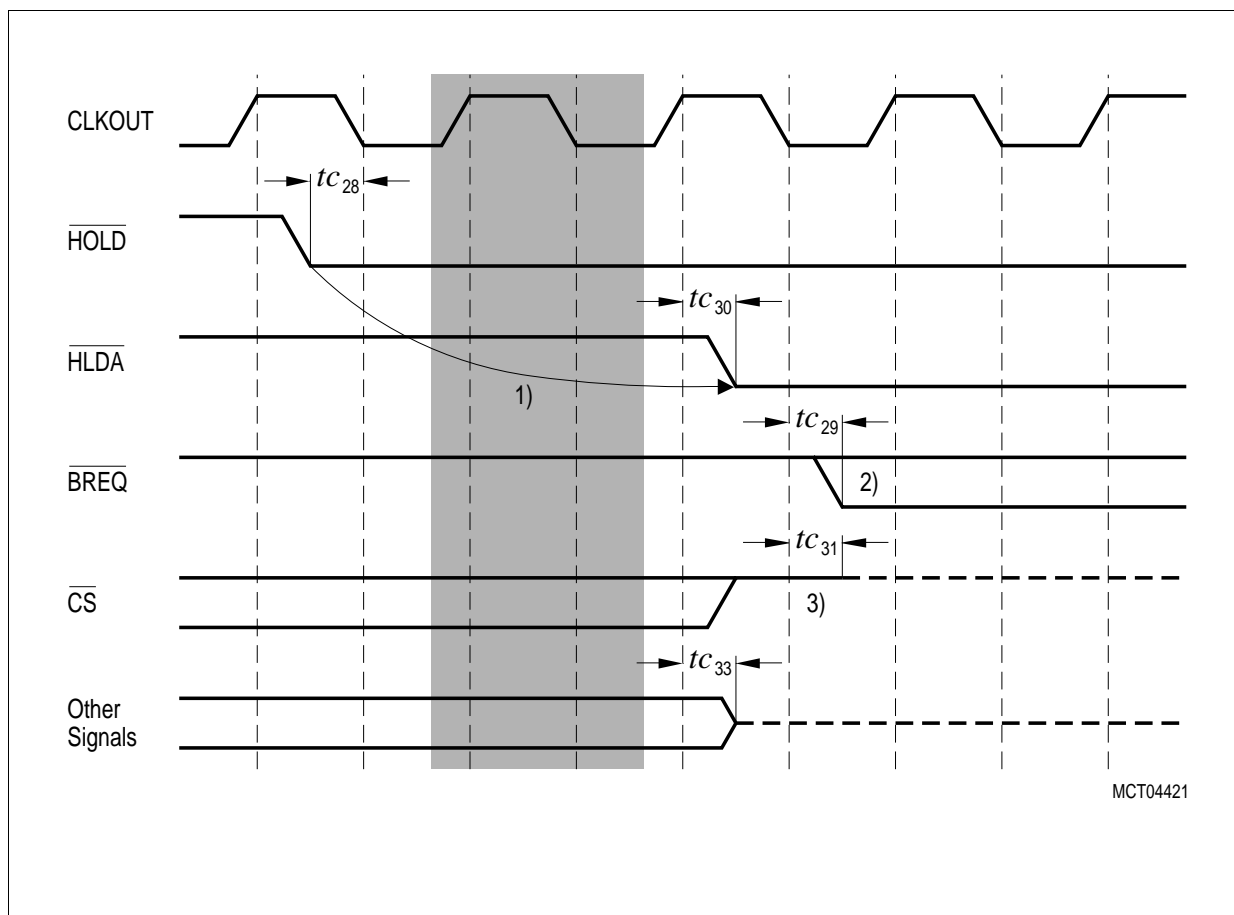 CLKOUT
tc28
HOLD
tc30
HLDA
1)
tc29
BREQ
2)
tc31
CS
3)
tc33
Other
Signals
MCT04421